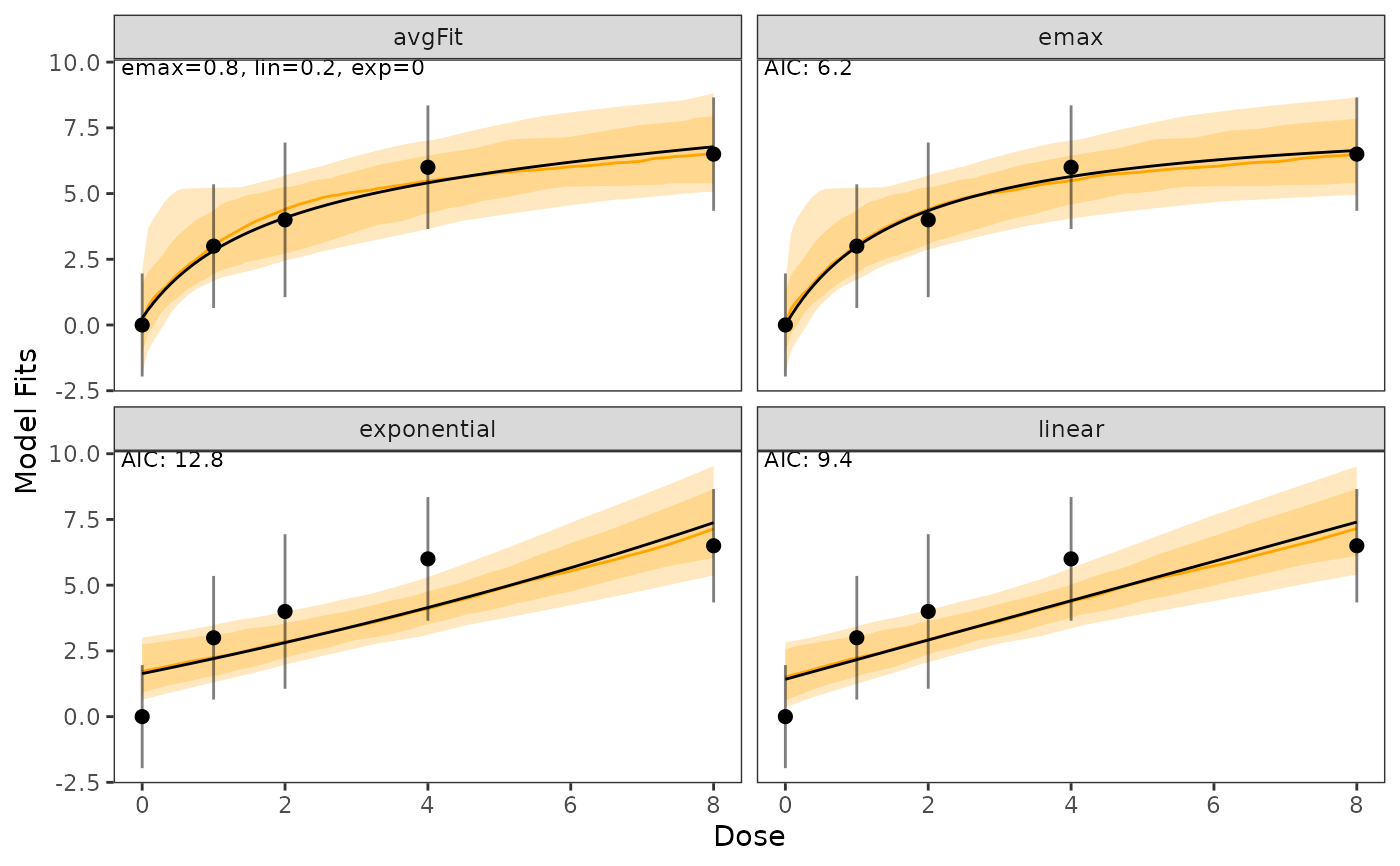 avgFit
emax
emax=0.8, lin=0.2, exp=0
AIC: 6.2
10.0
7.5
5.0
2.5
0.0
-2.5
exponential
linear
AIC: 12.8
AIC: 9.4
10.0
7.5
5.0
2.5
0.0
-2.5
Model Fits
0 2 4 6 8
0 2 4 6 8
Dose